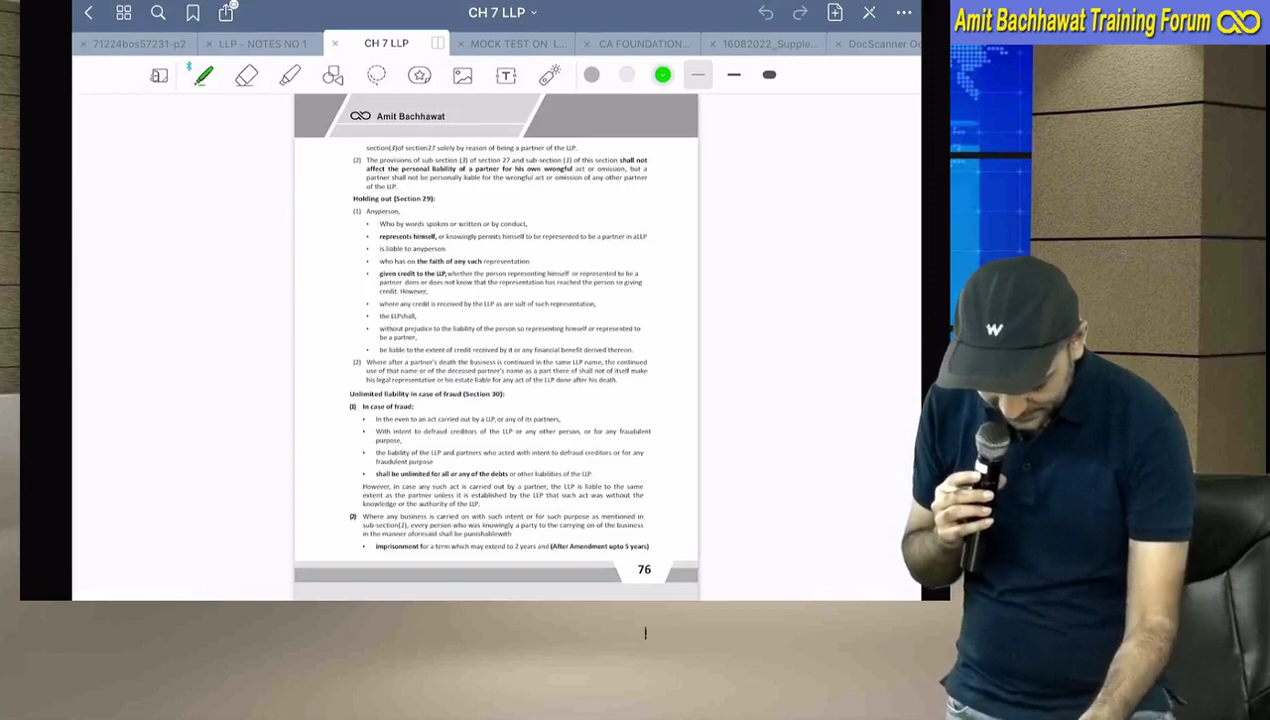 CH 7 LLP
Amit Bachhawat Training Forum
71224bos57231-p2
LLP - NOTES NO 1
CH 7 LLP
MOCK TEST ON L...
CA FOUNDATION...
16082022_Supple...
DocScanner Oc
T
Amit Bachhawat
section(3)of section27 solely by reason of being a partner of the LLP.
(2) The provisions of sub-section (3) of section 27 and sub-section (1) of this section shall not
affect the personal liability of a partner for his own wrongful act or omission, but a
partner shall not be personally liable for the wrongful act or omission of any other partner
of the LLP.
Holding out (Section 29):
(1) Anyperson,
• Who by words spoken or written or by conduct,
• represents himself, or knowingly permits himself to be represented to be a partner in aLLP
• is liable to anyperson
• who has on the faith of any such representation
• given credit to the LLP, whether the person representing himself or represented to be a
partner does or does not know that the representation has reached the person so giving
credit. However,
• where any credit is received by the LLP as are sult of such representation,
• the LLPshall,
• without prejudice to the liability of the person so representing himself or represented to
be a partner,
• be liable to the extent of credit received by it or any financial benefit derived thereon.
(2) Where after a partner's death the business is continued in the same LLP name, the continued
use of that name or of the deceased partner's name as a part there of shall not of itself make
his legal representative or his estate liable for any act of the LLP done after his death.
Unlimited liability in case of fraud (Section 30):
(1) In case of fraud:
• In the even to an act carried out by a LLP, or any of its partners,
• With intent to defraud creditors of the LLP or any other person, or for any fraudulent
purpose,
• the liability of the LLP and partners who acted with intent to defraud creditors or for any
fraudulent purpose
• shall be unlimited for all or any of the debts or other liabilities of the LLP.
However, in case any such act is carried out by a partner, the LLP is liable to the same
extent as the partner unless it is established by the LLP that such act was without the
knowledge or the authority of the LLP.
(2) Where any business is carried on with such intent or for such purpose as mentioned in
sub-section(1), every person who was knowingly a party to the carrying on of the business
in the manner aforesaid shall be punishablewith
• imprisonment for a term which may extend to 2 years and (After Amendment upto 5 years)
76
W